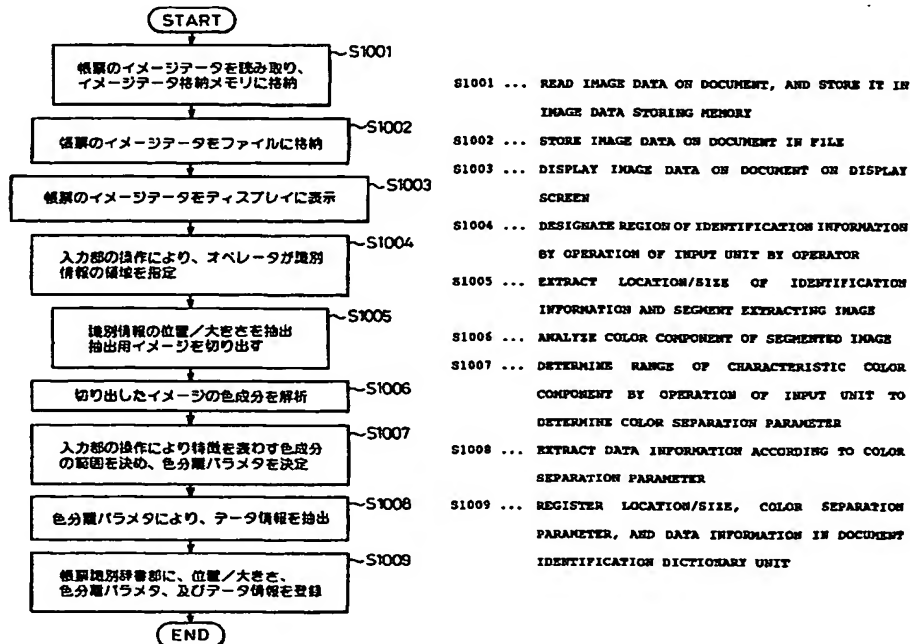 START
S1001
帳票のイメージデータを読み取り、
イメージデータ格納メモリに格納
S1002
帳票のイメージデータをファイルに格納
S1003
帳票のイメージデータをディスプレイに表示
S1004
入力部の操作により、オペレータが識別
情報の領域を指定
S1005
識別情報の位置/大きさを抽出
抽出用イメージを切り出す
S1006
切り出したイメージの色成分を解析
S1007
入力部の操作により特徴を表わす色成分
の範囲を決め、色分離パラメタを決定
S1008
色分離パラメタにより、データ情報を抽出
S1009
帳票識別辞書部に、位置/大きさ、
色分離パラメタ、及びデータ情報を登録
END
S1001 ... READ IMAGE DATA ON DOCUMENT, AND STORE IT IN
IMAGE DATA STORING MEMORY
S1002 ... STORE IMAGE DATA ON DOCUMENT IN FILE
S1003 ... DISPLAY IMAGE DATA ON DOCUMENT ON DISPLAY
SCREEN
S1004 ... DESIGNATE REGION OF IDENTIFICATION INFORMATION
BY OPERATION OF INPUT UNIT BY OPERATOR
S1005 ... EXTRACT LOCATION/SIZE OF IDENTIFICATION
INFORMATION AND SEGMENT EXTRACTING IMAGE
S1006 ... ANALYZE COLOR COMPONENT OF SEGMENTED IMAGE
S1007 ... DETERMINE RANGE OF CHARACTERISTIC COLOR
COMPONENT BY OPERATION OF INPUT UNIT TO
DETERMINE COLOR SEPARATION PARAMETER
S1008 ... EXTRACT DATA INFORMATION ACCORDING TO COLOR
SEPARATION PARAMETER
S1009 ... REGISTER LOCATION/SIZE, COLOR SEPARATION
PARAMETER, AND DATA INFORMATION IN DOCUMENT
IDENTIFICATION DICTIONARY UNIT